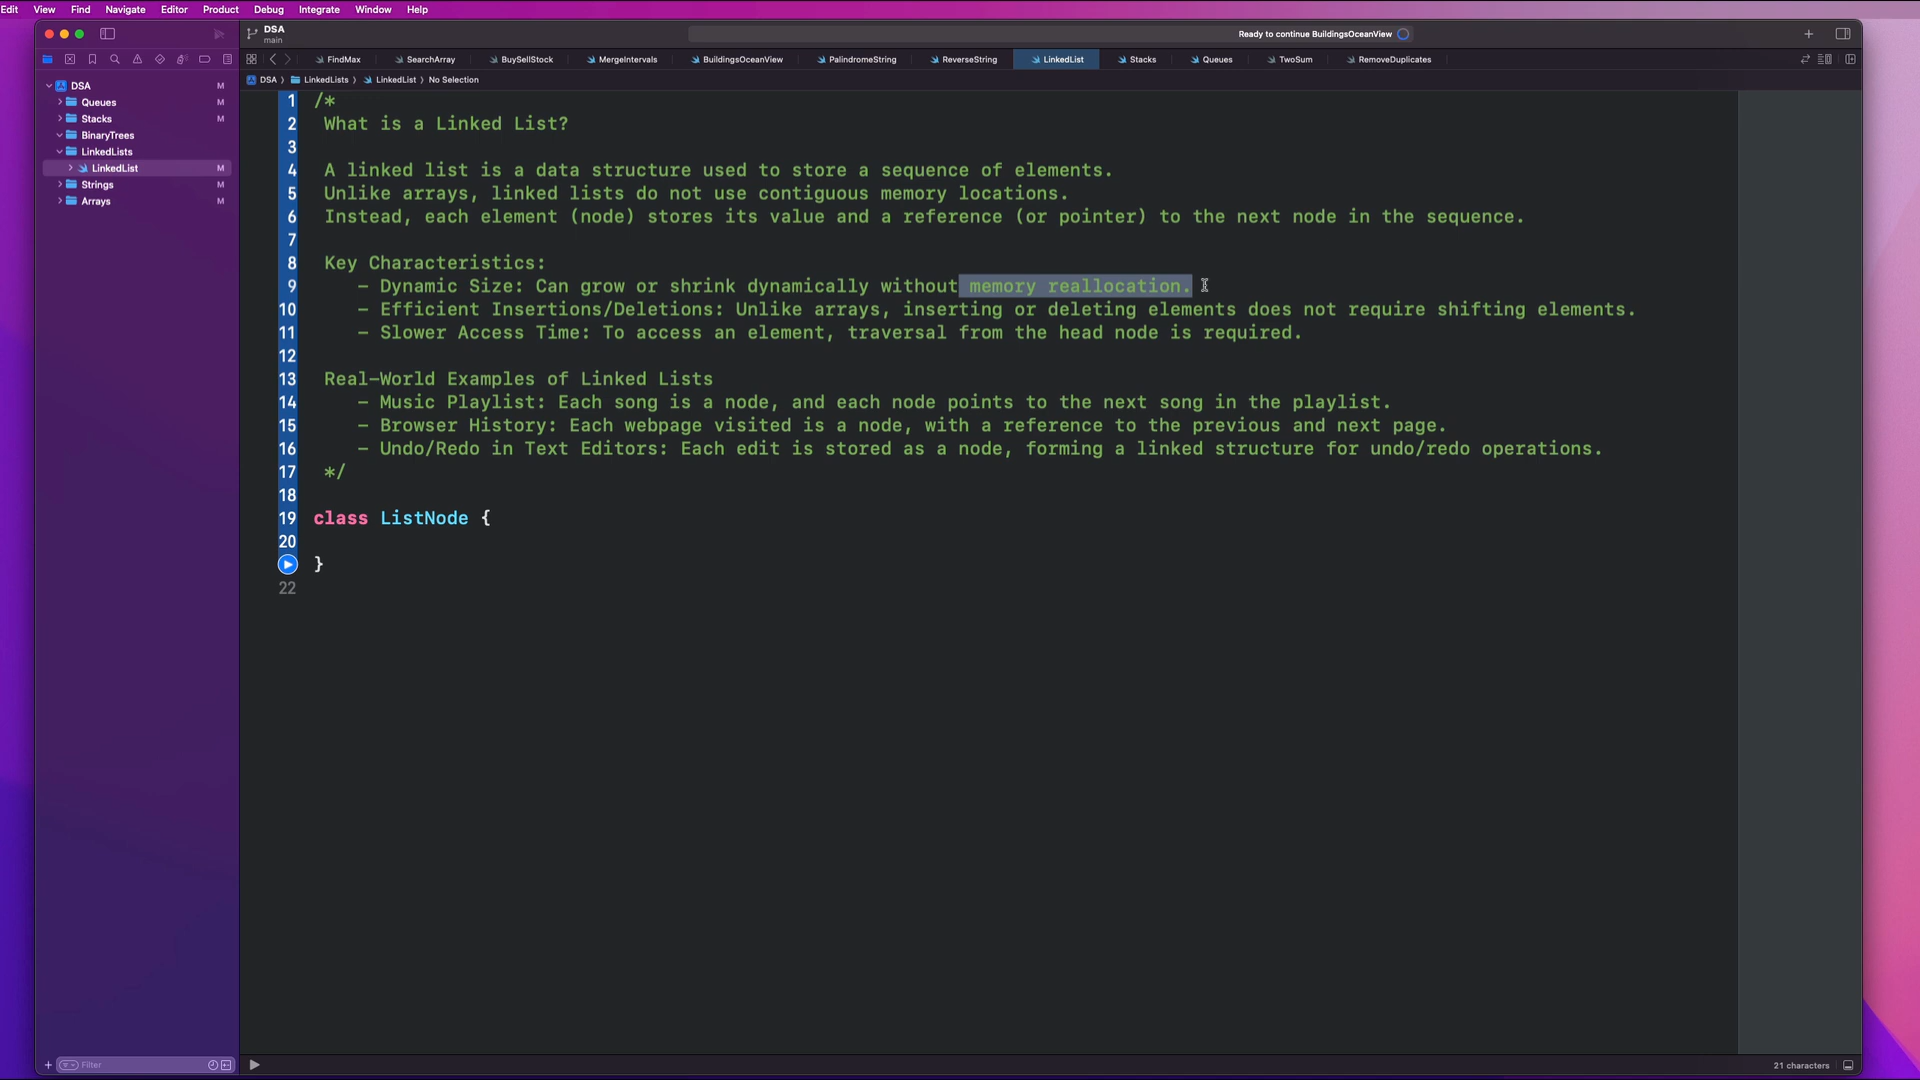 Edit View Find Navigate Editor Product Debug Integrate Window Help
DSA
main
Ready to continue BuildingsOceanView
FindMax SearchArray BuySellStock MergeIntervals BuildingsOceanView PalindromeString ReverseString LinkedList Stacks Queues TwoSum RemoveDuplicates
DSA 〉 LinkedLists 〉 LinkedList 〉 No Selection
DSA M
Queues M
Stacks M
BinaryTrees
LinkedLists
LinkedList M
Strings M
Arrays M
1 /*
2 What is a Linked List?
3
4 A linked list is a data structure used to store a sequence of elements.
5 Unlike arrays, linked lists do not use contiguous memory locations.
6 Instead, each element (node) stores its value and a reference (or pointer) to the next node in the sequence.
7
8 Key Characteristics:
9 – Dynamic Size: Can grow or shrink dynamically without memory reallocation.
10 – Efficient Insertions/Deletions: Unlike arrays, inserting or deleting elements does not require shifting elements.
11 – Slower Access Time: To access an element, traversal from the head node is required.
12
13 Real-World Examples of Linked Lists
14 – Music Playlist: Each song is a node, and each node points to the next song in the playlist.
15 – Browser History: Each webpage visited is a node, with a reference to the previous and next page.
16 – Undo/Redo in Text Editors: Each edit is stored as a node, forming a linked structure for undo/redo operations.
17 */
18
19 class ListNode {
20
}
22
Filter
21 characters